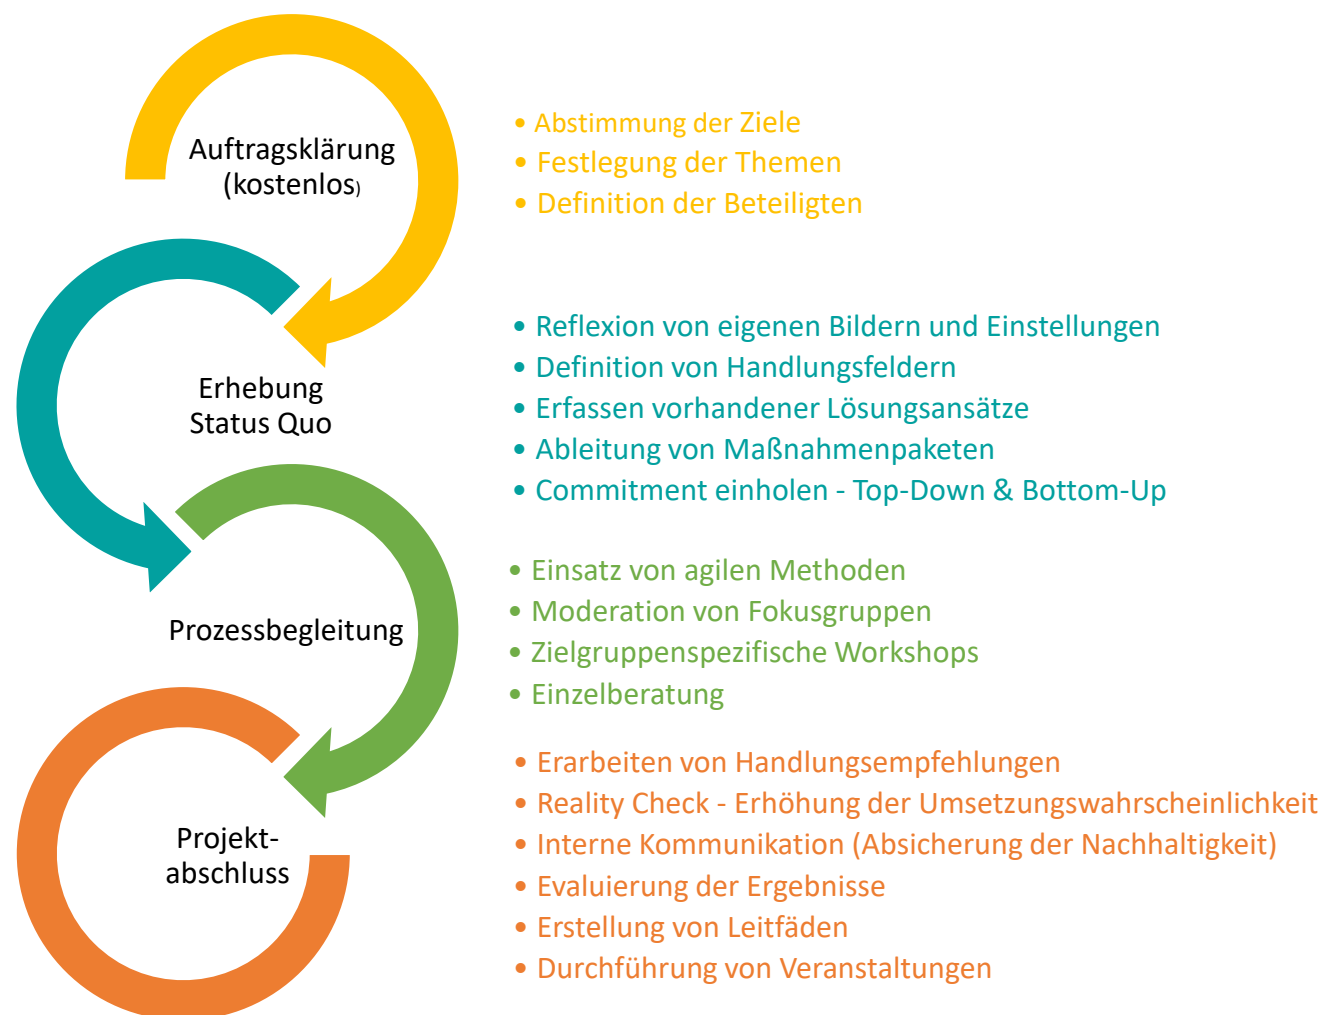 Auftragsklärung
(kostenlos)
• Abstimmung der Ziele
• Festlegung der Themen
• Definition der Beteiligten
Erhebung
Status Quo
• Reflexion von eigenen Bildern und Einstellungen
• Definition von Handlungsfeldern
• Erfassen vorhandener Lösungsansätze
• Ableitung von Maßnahmenpaketen
• Commitment einholen - Top-Down & Bottom-Up
Prozessbegleitung
• Einsatz von agilen Methoden
• Moderation von Fokusgruppen
• Zielgruppenspezifische Workshops
• Einzelberatung
Projekt-
abschluss
• Erarbeiten von Handlungsempfehlungen
• Reality Check - Erhöhung der Umsetzungswahrscheinlichkeit
• Interne Kommunikation (Absicherung der Nachhaltigkeit)
• Evaluierung der Ergebnisse
• Erstellung von Leitfäden
• Durchführung von Veranstaltungen